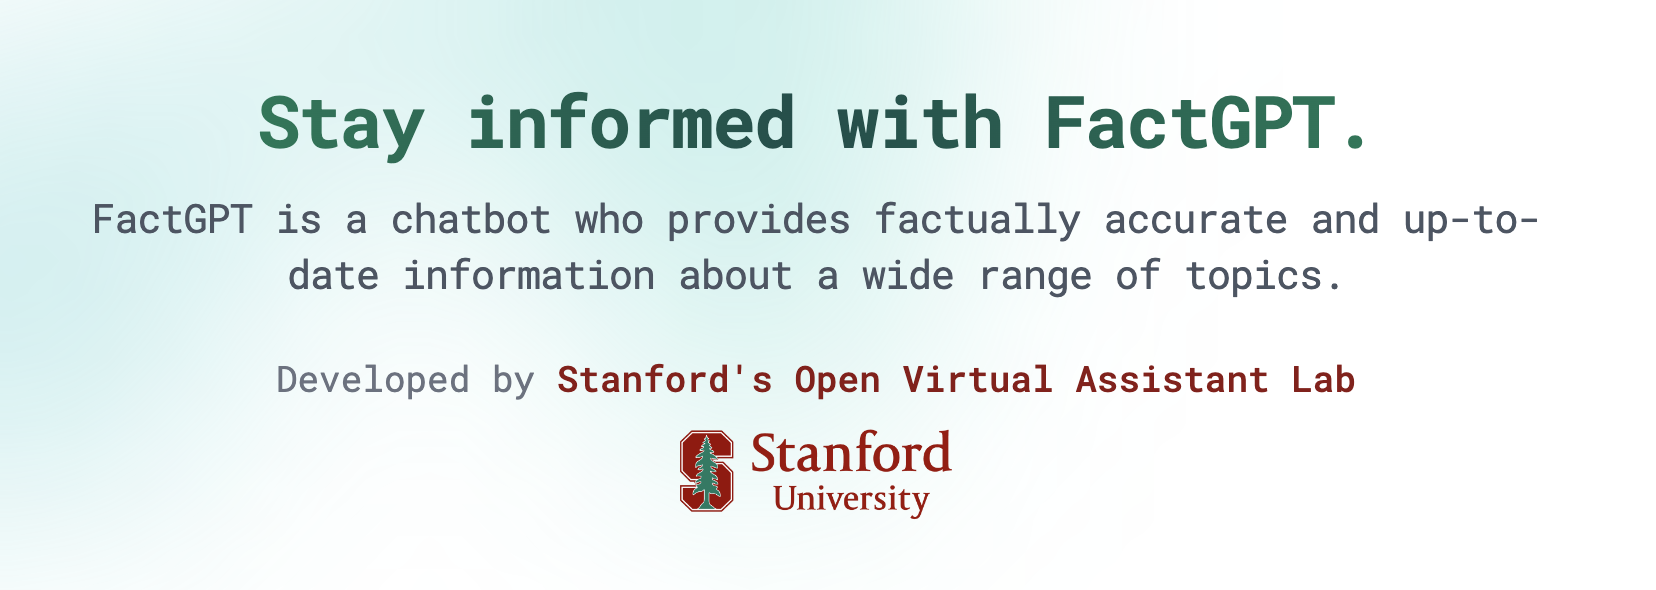 Stay informed with FactGPT.
FactGPT is a chatbot who provides factually accurate and up-to-
date information about a wide range of topics.
Developed by Stanford's Open Virtual Assistant Lab
Stanford
University